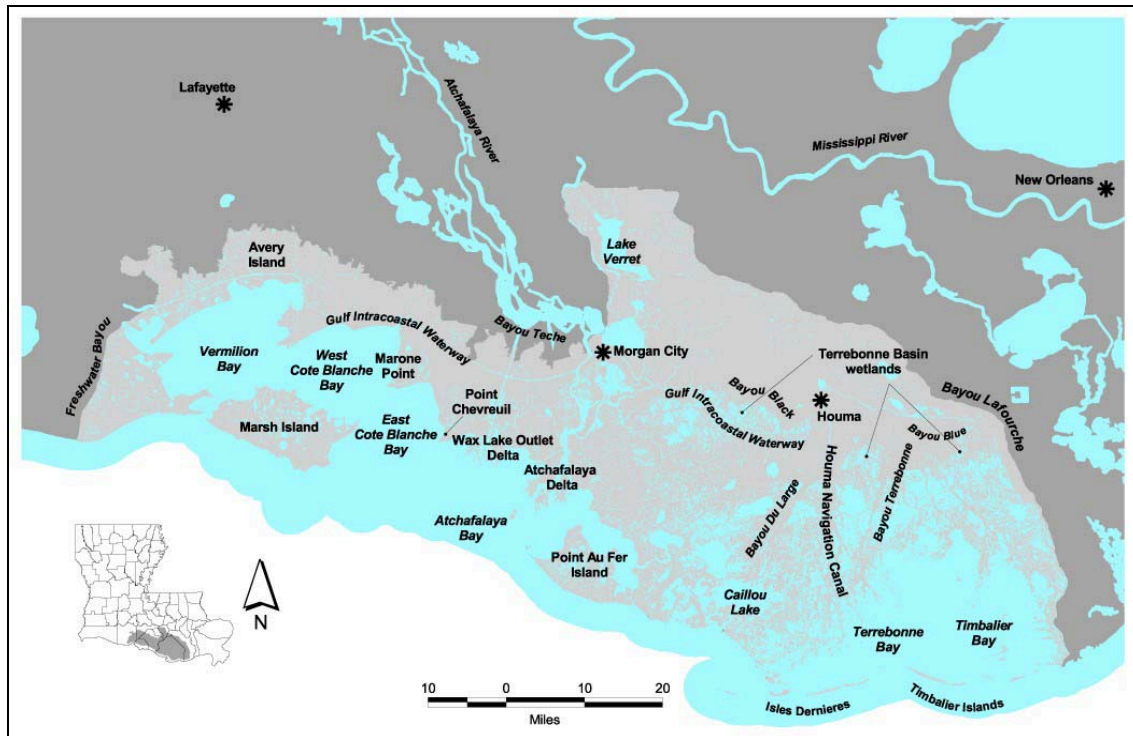 Lafayette
Atchafalaya River
Mississippi River
New Orleans
Avery
Island
Lake
Verret
Freshwater Bayou
Gulf Intracoastal Waterway
Bayou Teche
Morgan City
Vermilion
Bay
West
Cote Blanche
Bay
Marone
Point
Terrebonne Basin
wetlands
Bayou Black
Bayou Lafourche
Point
Chevreuil
Gulf Intracoastal Waterway
Houma
Marsh Island
East
Cote Blanche
Bay
Wax Lake Outlet
Delta
Bayou Blue
Atchafalaya
Delta
Bayou Du Large
Houma Navigation Canal
Bayou Terrebonne
Atchafalaya
Bay
Point Au Fer
Island
Caillou
Lake
Terrebonne
Bay
Timbalier
Bay
N
10 0 10 20
Miles
Isles Dernieres
Timbalier Islands